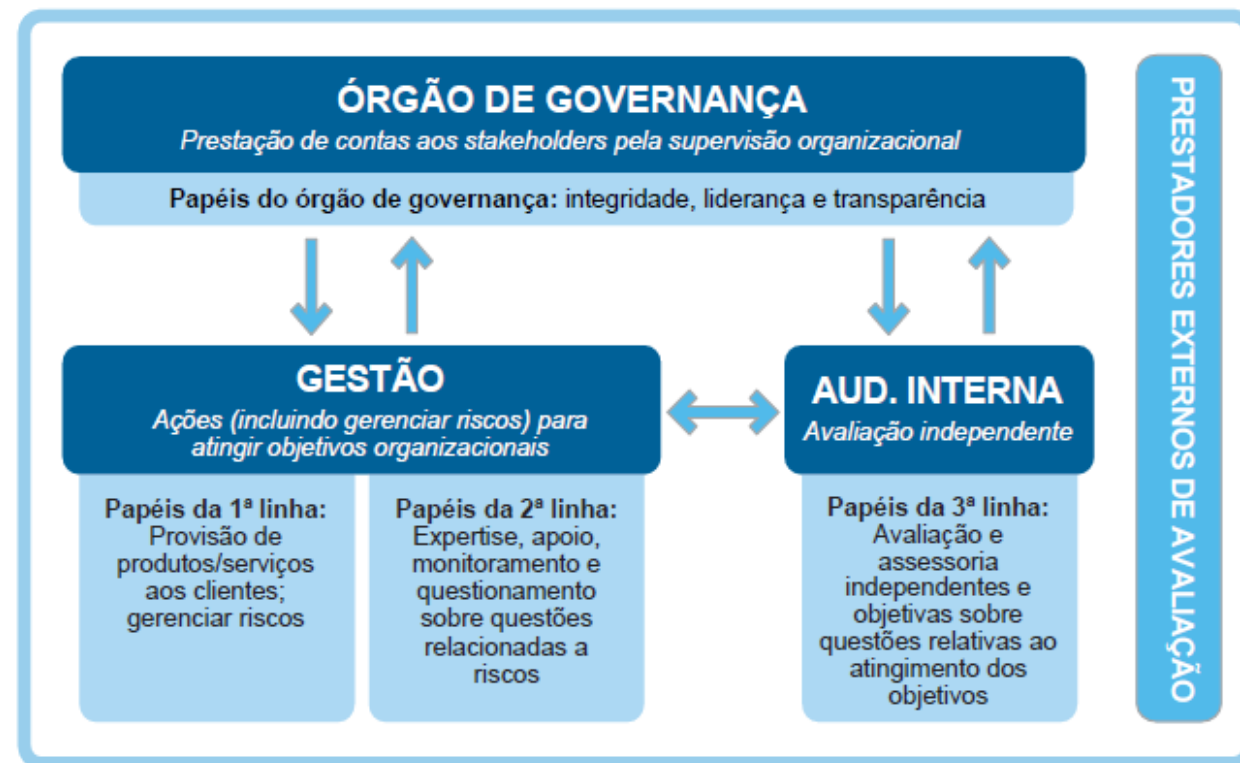 ÓRGÃO DE GOVERNANÇA
Prestação de contas aos stakeholders pela supervisão organizacional
Papéis do órgão de governança: integridade, liderança e transparência
GESTÃO
Ações (incluindo gerenciar riscos) para
atingir objetivos organizacionais
Papéis da 1ª linha:
Provisão de
produtos/serviços
aos clientes;
gerenciar riscos
Papéis da 2ª linha:
Expertise, apoio,
monitoramento e
questionamento
sobre questões
relacionadas a
riscos
AUD. INTERNA
Avaliação independente
Papéis da 3ª linha:
Avaliação e
assessoria
independentes e
objetivas sobre
questões relativas ao
atingimento dos
objetivos
PRESTADORES EXTERNOS DE AVALIAÇÃO